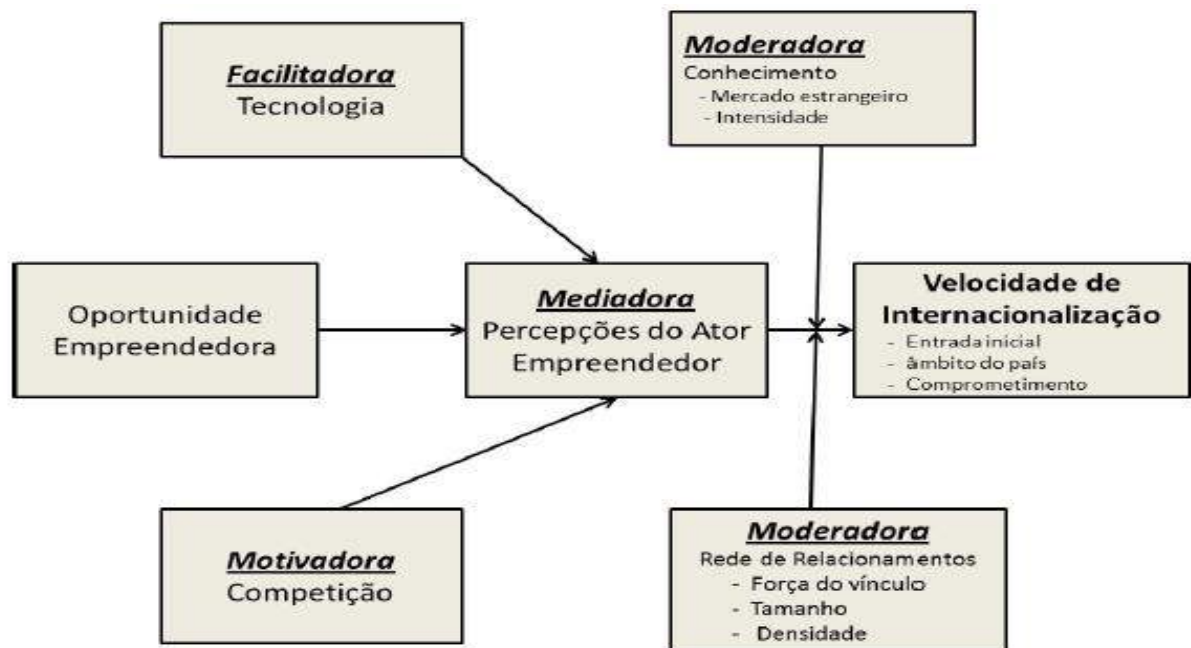 Facilitadora
Tecnologia
Moderadora
Conhecimento
- Mercado estrangeiro
- Intensidade
Oportunidade
Empreendedora
Mediadora
Percepções do Ator
Empreendedor
Velocidade de
Internacionalização
- Entrada inicial
- âmbito do país
- Comprometimento
Motivadora
Competição
Moderadora
Rede de Relacionamentos
- Força do vínculo
- Tamanho
- Densidade